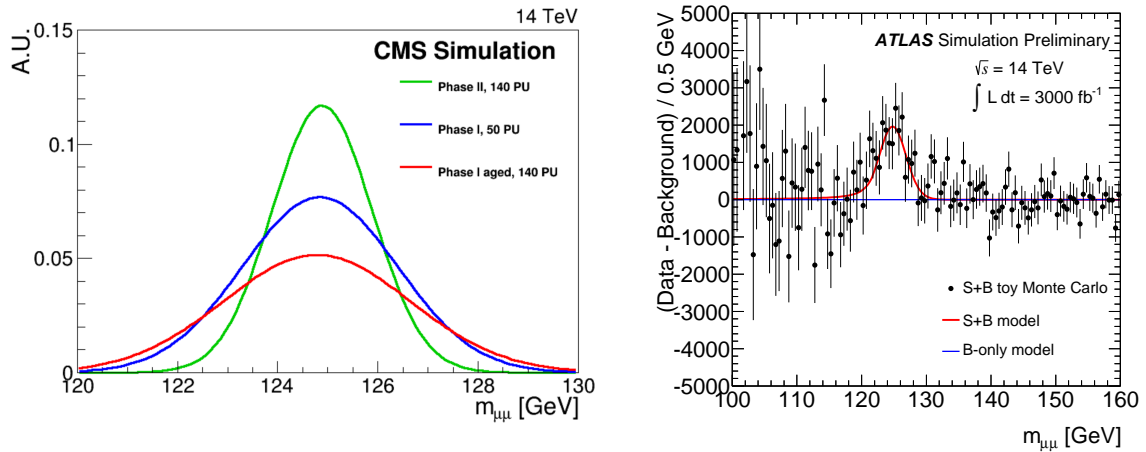 14 TeV
A.U.
0.15
0.1
0.05
0
CMS Simulation
Phase II, 140 PU
Phase I, 50 PU
Phase I aged, 140 PU
120 122 124 126 128 130
m_μμ [GeV]
(Data - Background) / 0.5 GeV
5000
4000
3000
2000
1000
0
-1000
-2000
-3000
-4000
-5000
ATLAS Simulation Preliminary
√s = 14 TeV
∫ L dt = 3000 fb⁻¹
S+B toy Monte Carlo
S+B model
B-only model
100 110 120 130 140 150 160
m_μμ [GeV]